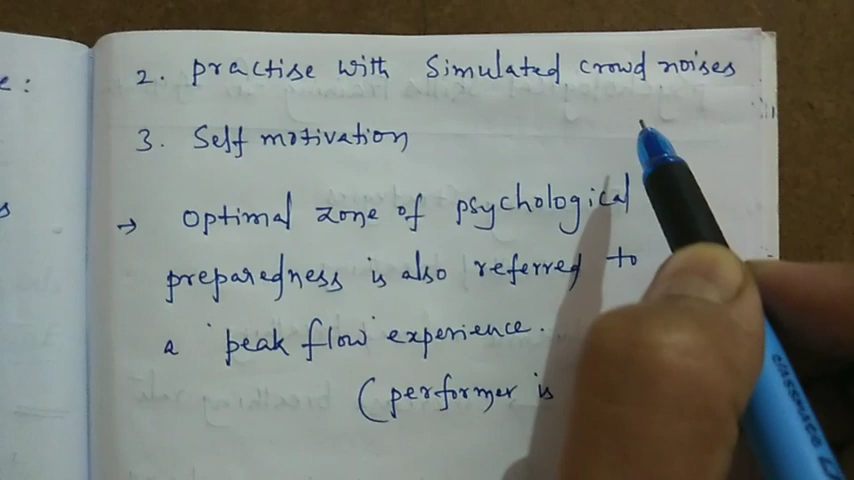 2. practise with simulated crowd noises
3. Self motivation
→ optimal zone of psychological
preparedness is also referred to
a 'peak flow' experience.
(performer is
e:
s
classmate